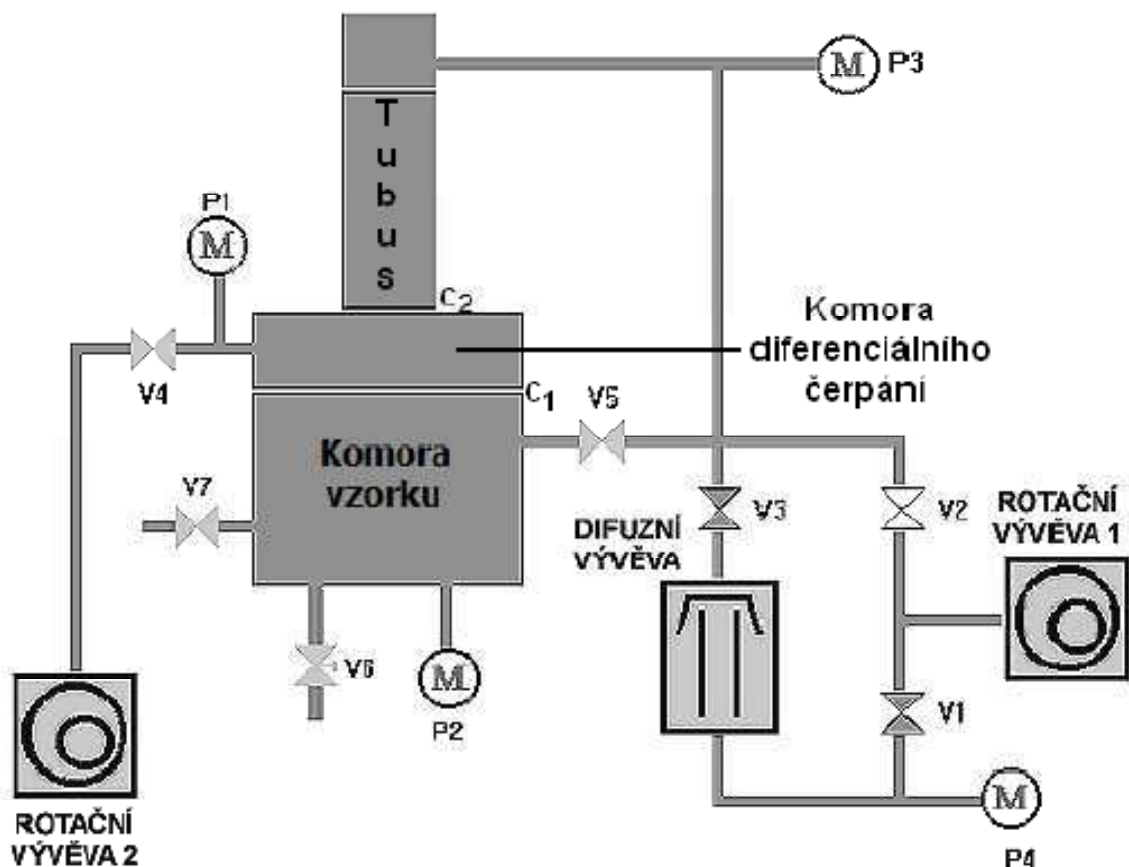 M
P3
T
u
b
u
s
P1
M
C2
Komora
diferenciálního
čerpání
V4
C1
V5
Komora
vzorku
V7
V3
V2
ROTAČNÍ
VÝVĚVA 1
DIFUZNÍ
VÝVĚVA
V6
M
P2
V1
M
P4
ROTAČNÍ
VÝVĚVA 2